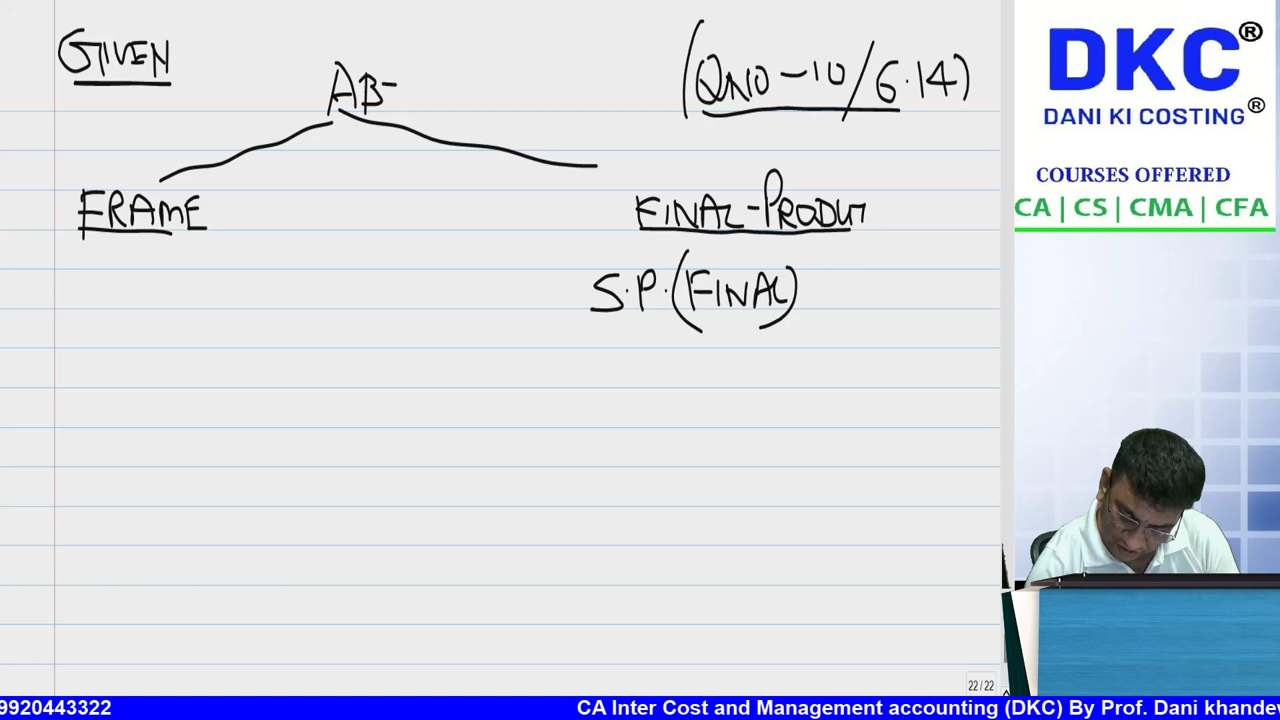 GIVEN
(QNO-10/6.14)
AB-
FRAME
FINAL-PRODUT
S.P.(FINAL)
22/22
DKC®
DANI KI COSTING®
COURSES OFFERED
CA | CS | CMA | CFA
9920443322
CA Inter Cost and Management accounting (DKC) By Prof. Dani khandev